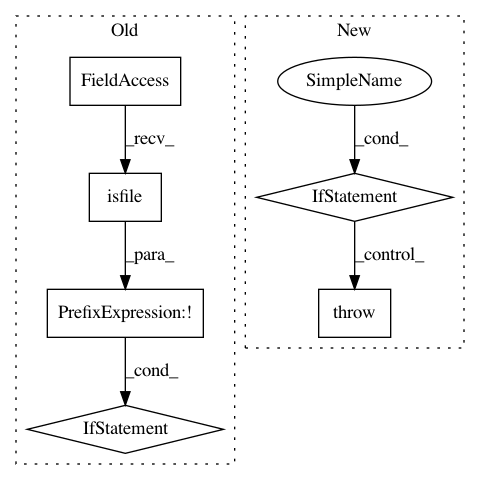 Old
FieldAccess
_recv_
isfile
_para_
PrefixExpression:!
_cond_
IfStatement
New
SimpleName
_cond_
IfStatement
_control_
throw